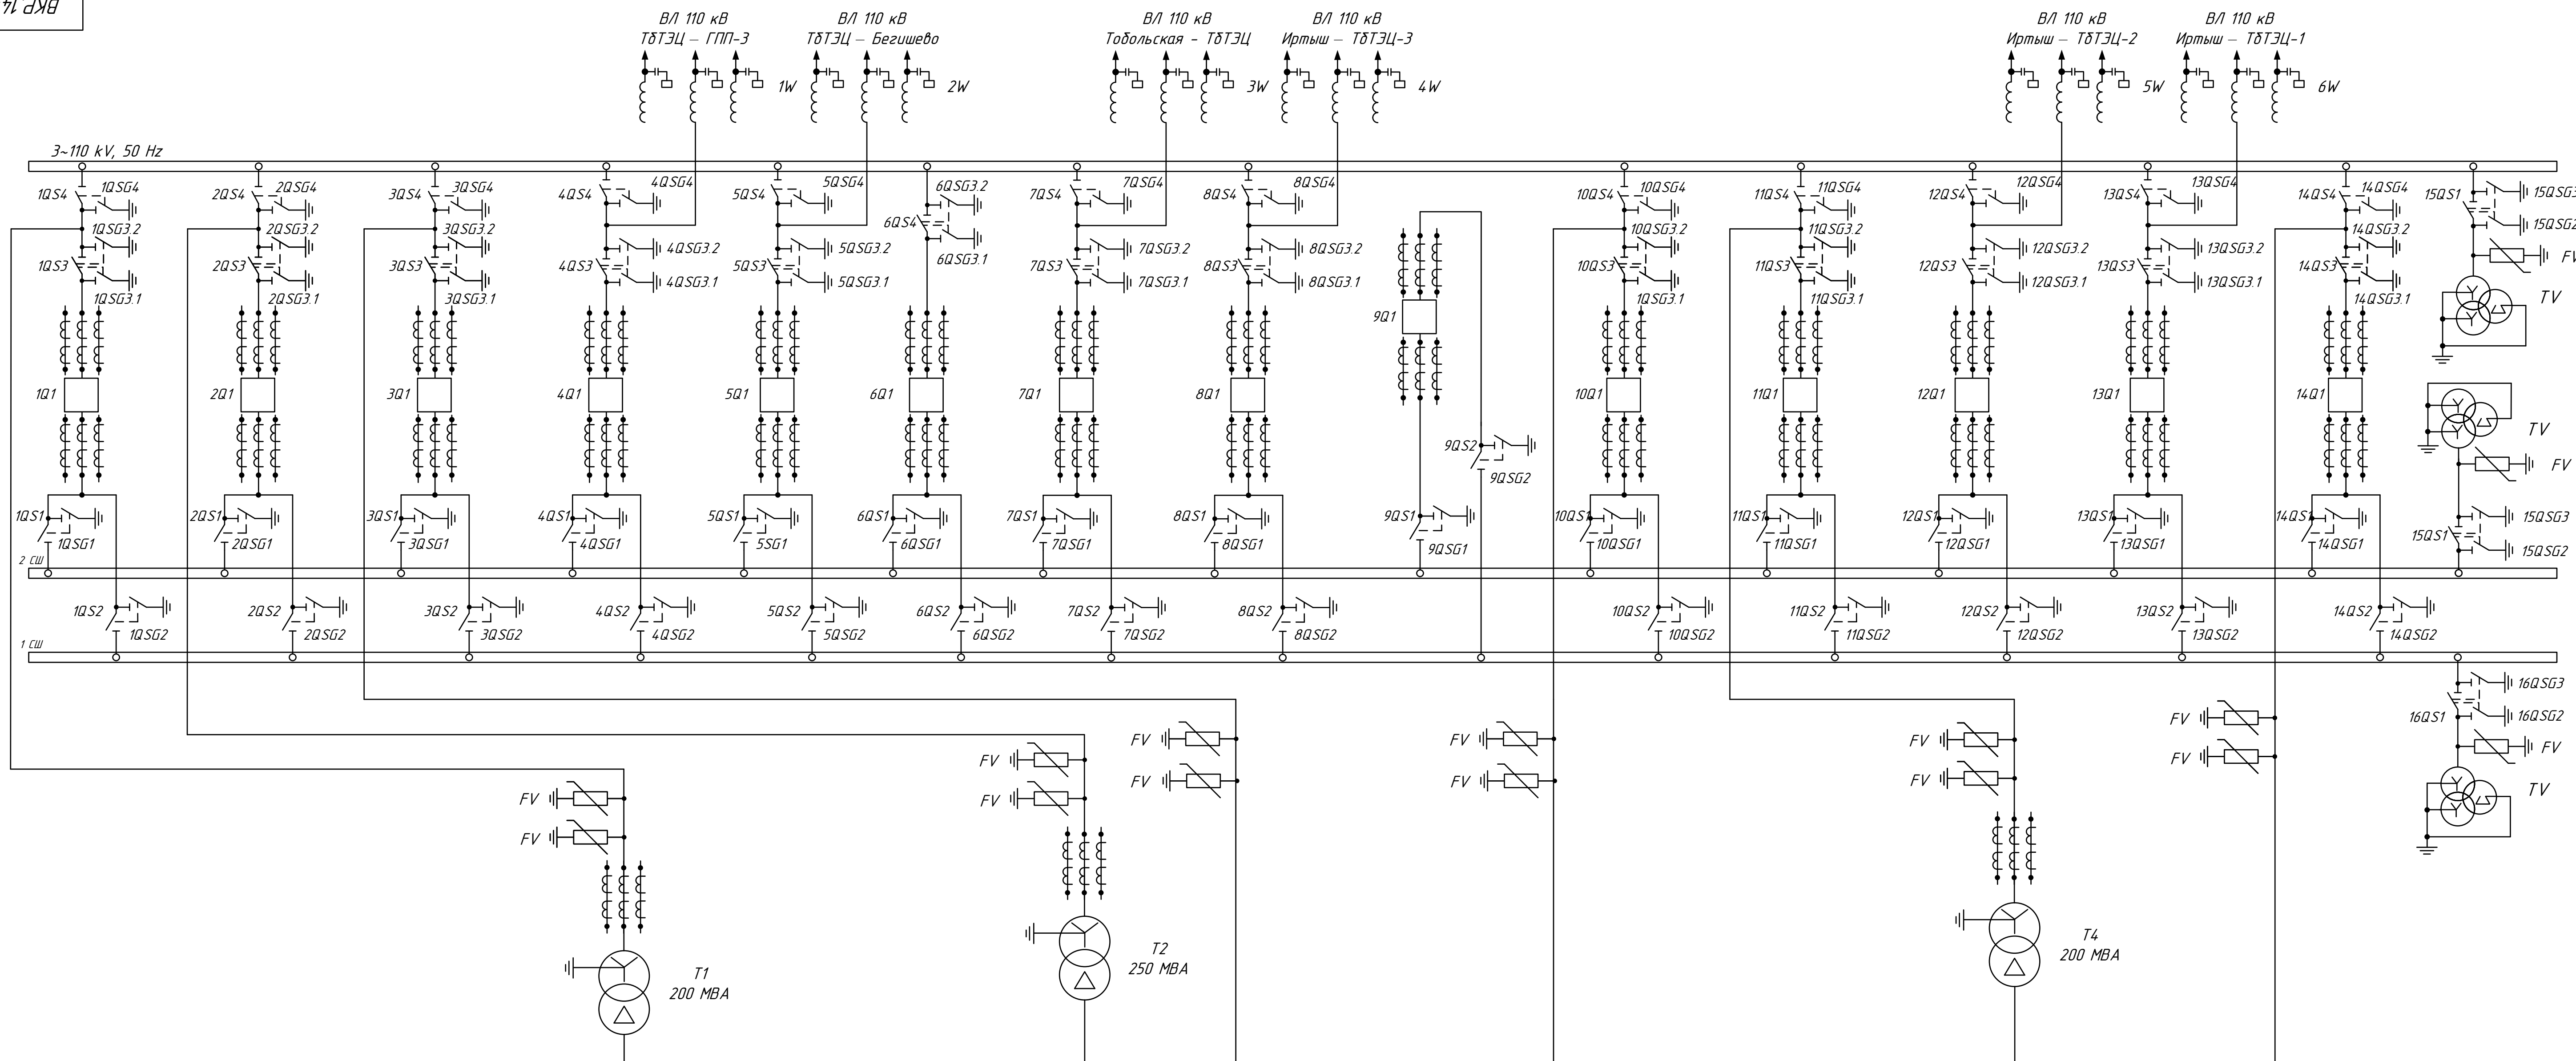 ВКР.14
ВЛ 110 кВ
ТбТЭЦ – ГПП-3
ВЛ 110 кВ
ТбТЭЦ – Бегишево
ВЛ 110 кВ
Тобольская - ТбТЭЦ
ВЛ 110 кВ
Иртыш – ТбТЭЦ-3
ВЛ 110 кВ
Иртыш – ТбТЭЦ-2
ВЛ 110 кВ
Иртыш – ТбТЭЦ-1
1W 2W 3W 4W 5W 6W
3~110 kV, 50 Hz
1QS4 1QSG4 2QS4 2QSG4 3QS4 3QSG4 4QS4 4QSG4 5QS4 5QSG4 6QSG3.2 7QS4 7QSG4 8QS4 8QSG4 10QS4 10QSG4 11QS4 11QSG4 12QS4 12QSG4 13QS4 13QSG4 14QS4 14QSG4 15QS1 15QSG3
1QSG3.2 2QSG3.2 3QSG3.2 6QS4 10QSG3.2 11QSG3.2 14QSG3.2 15QSG2
4QSG3.2 5QSG3.2 6QSG3.1 7QSG3.2 8QSG3.2 12QSG3.2 13QSG3.2 FV
1QS3 2QS3 3QS3 4QS3 5QS3 7QS3 8QS3 10QS3 11QS3 12QS3 13QS3 14QS3
4QSG3.1 5QSG3.1 7QSG3.1 8QSG3.1 12QSG3.1 13QSG3.1
1QSG3.1 2QSG3.1 3QSG3.1 1QSG3.1 11QSG3.1 14QSG3.1 TV
9Q1
1Q1 2Q1 3Q1 4Q1 5Q1 6Q1 7Q1 8Q1 10Q1 11Q1 12Q1 13Q1 14Q1
TV
9QS2
FV
9QSG2
1QS1 2QS1 3QS1 4QS1 5QS1 6QS1 7QS1 8QS1 9QS1 10QS1 11QS1 12QS1 13QS1 14QS1 15QSG3
15QS1
1QSG1 2QSG1 3QSG1 4QSG1 5SG1 6QSG1 7QSG1 8QSG1 9QSG1 10QSG1 11QSG1 12QSG1 13QSG1 14QSG1 15QSG2
2 СШ
1QS2 2QS2 3QS2 4QS2 5QS2 6QS2 7QS2 8QS2 10QS2 11QS2 12QS2 13QS2 14QS2
1QSG2 2QSG2 3QSG2 4QSG2 5QSG2 6QSG2 7QSG2 8QSG2 10QSG2 11QSG2 12QSG2 13QSG2 14QSG2
1 СШ
16QSG3
16QS1 16QSG2
FV FV FV FV FV
FV FV FV FV FV
FV TV
FV
FV
T1
200 МВА
T2
250 МВА
T4
200 МВА